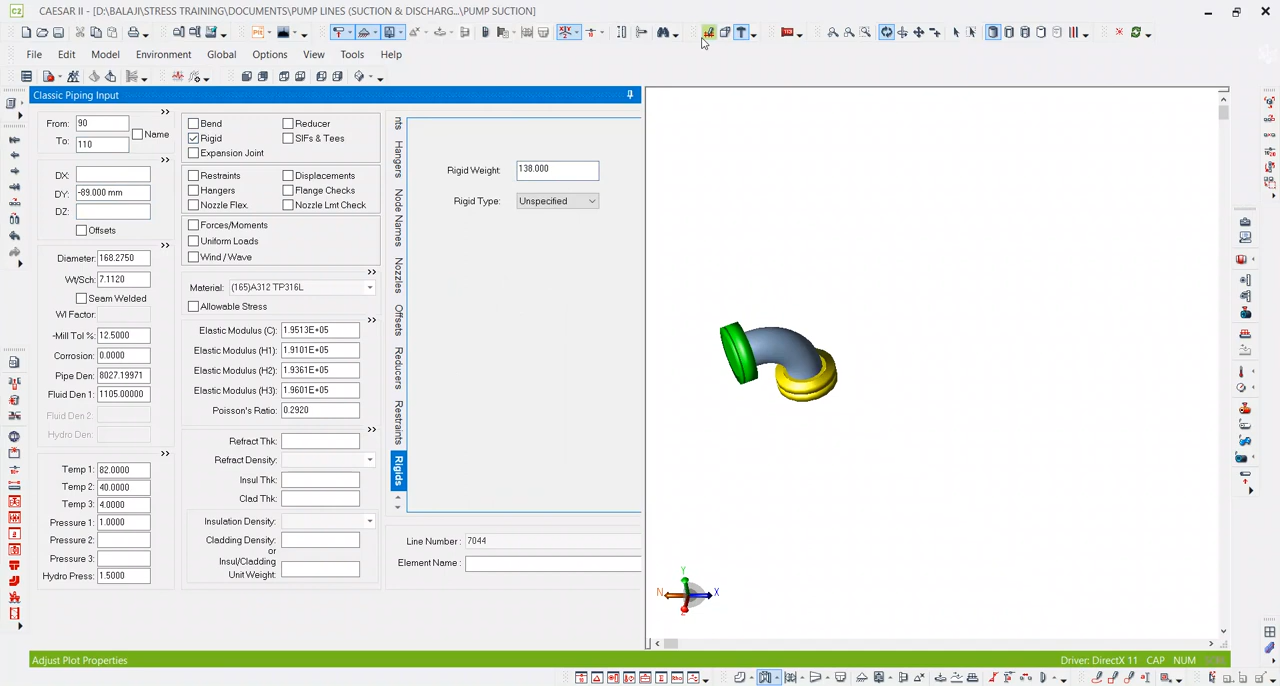 CAESAR II - [D:\BALAJI\STRESS TRAINING\DOCUMENTS\PUMP LINES (SUCTION & DISCHARG...\PUMP SUCTION]
File Edit Model Environment Global Options View Tools Help
Classic Piping Input
From: 90
To: 110
Name
DX:
DY: -89.000 mm
DZ:
Offsets
Diameter: 168.2750
Wt/Sch: 7.1120
Seam Welded
WI Factor:
-Mill Tol %: 12.5000
Corrosion: 0.0000
Pipe Den: 8027.19971
Fluid Den 1: 1105.00000
Fluid Den 2:
Hydro Den:
Temp 1: 82.0000
Temp 2: 40.0000
Temp 3: 4.0000
Pressure 1: 1.0000
Pressure 2:
Pressure 3:
Hydro Press: 1.5000
Bend Reducer
Rigid SIFs & Tees
Expansion Joint
Restraints Displacements
Hangers Flange Checks
Nozzle Flex. Nozzle Lmt Check
Forces/Moments
Uniform Loads
Wind / Wave
Material: (165)A312 TP316L
Allowable Stress
Elastic Modulus (C): 1.9513E+05
Elastic Modulus (H1): 1.9101E+05
Elastic Modulus (H2): 1.9361E+05
Elastic Modulus (H3): 1.9601E+05
Poisson's Ratio: 0.2920
Refract Thk:
Refract Density:
Insul Thk:
Clad Thk:
Insulation Density:
Cladding Density:
or
Insul/Cladding
Unit Weight:
nts
Hangers
Node Names
Nozzles
Offsets
Reducers
Restraints
Rigids
Rigid Weight: 138.000
Rigid Type: Unspecified
Line Number: 7044
Element Name:
Y
N X
Z
Adjust Plot Properties
Driver: DirectX 11 CAP NUM